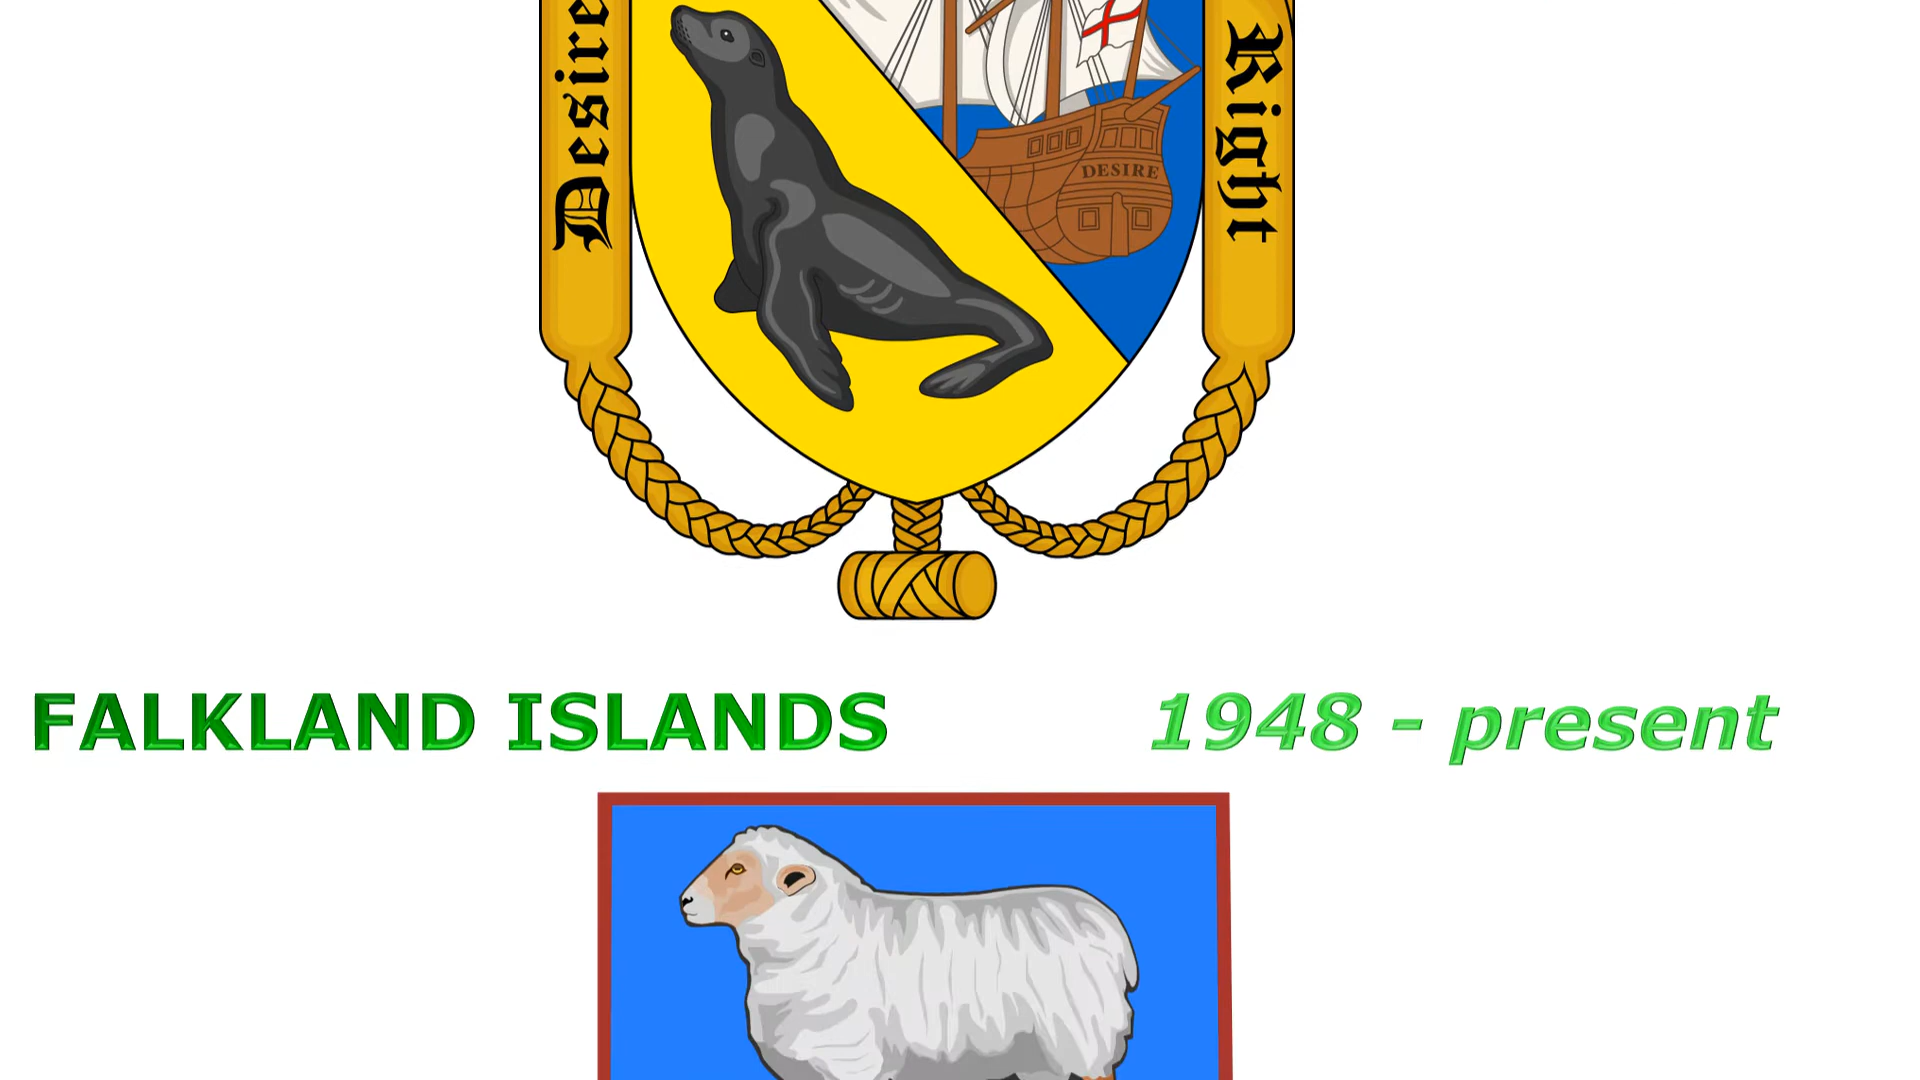 Desire
Right
DESIRE
FALKLAND ISLANDS 1948 - present